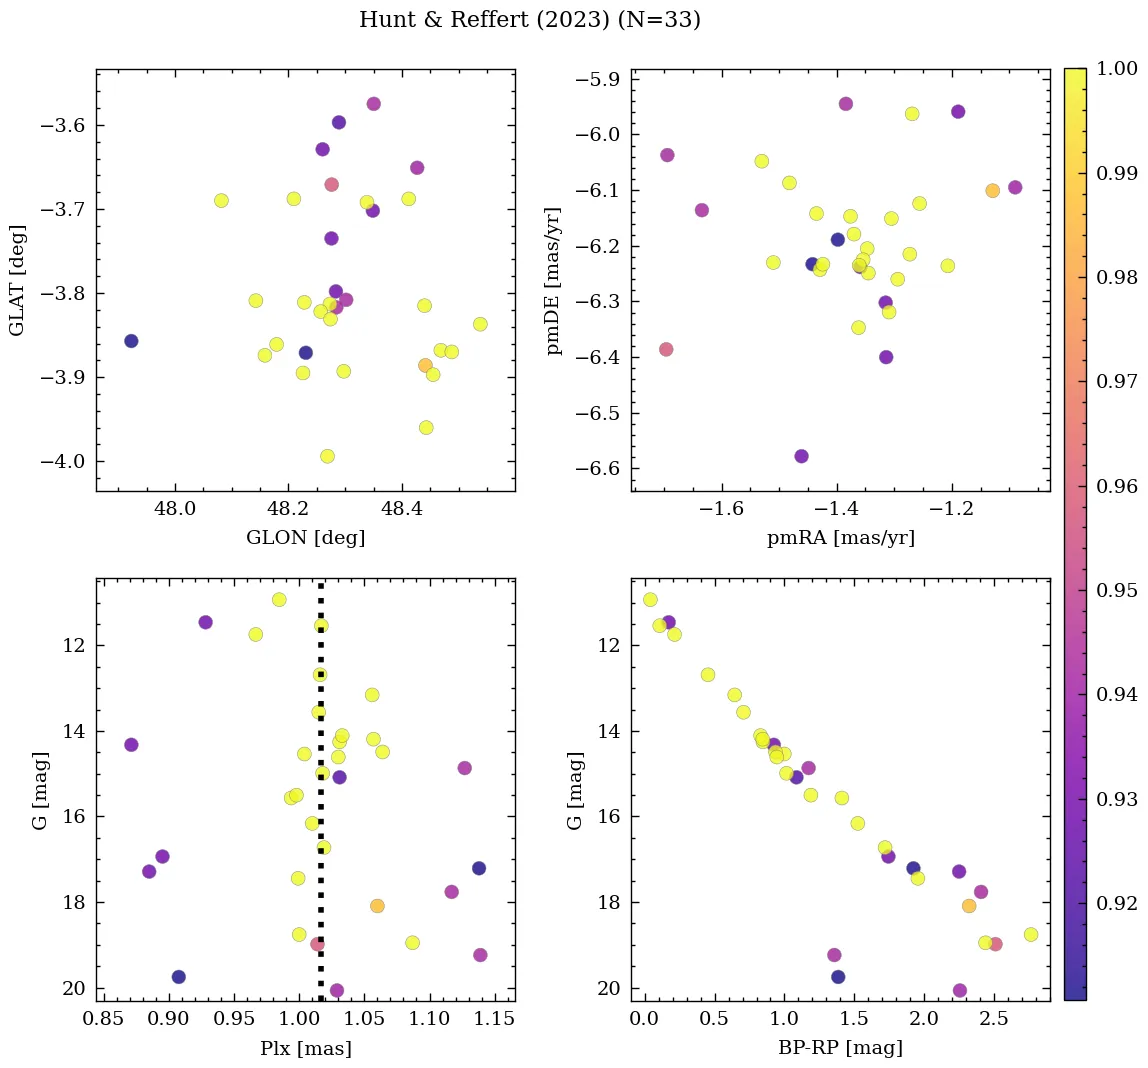 Hunt & Reffert (2023) (N=33)
−3.6
−3.7
−3.8
−3.9
−4.0
GLAT [deg]
48.0 48.2 48.4
GLON [deg]
−5.9
−6.0
−6.1
−6.2
−6.3
−6.4
−6.5
−6.6
pmDE [mas/yr]
−1.6 −1.4 −1.2
pmRA [mas/yr]
12
14
16
18
20
G [mag]
0.85 0.90 0.95 1.00 1.05 1.10 1.15
Plx [mas]
12
14
16
18
20
G [mag]
0.0 0.5 1.0 1.5 2.0 2.5
BP-RP [mag]
1.00
0.99
0.98
0.97
0.96
0.95
0.94
0.93
0.92